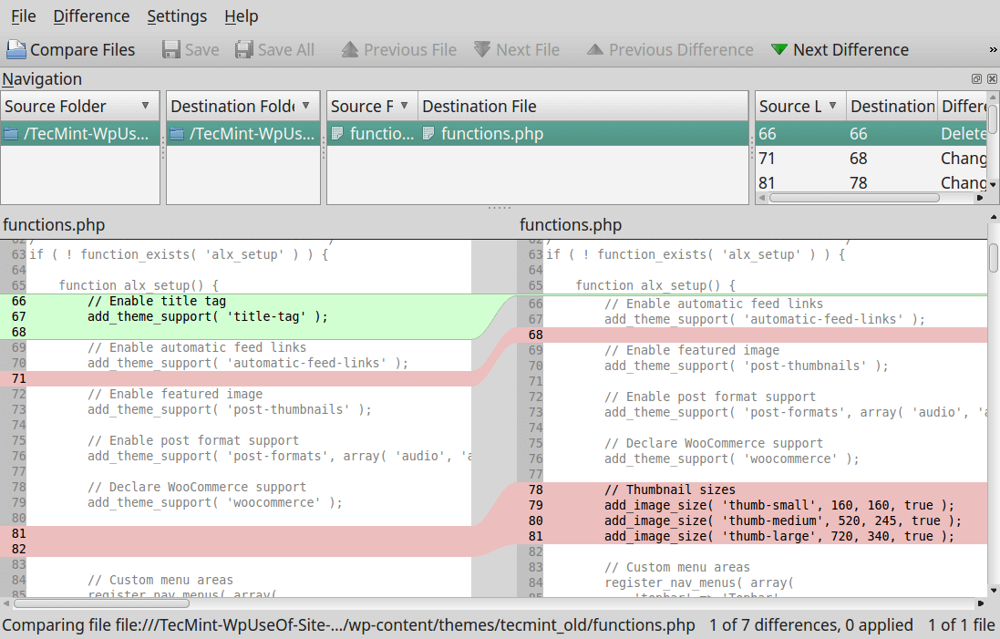 File Difference Settings Help
Compare Files Save Save All Previous File Next File Previous Difference Next Difference »
Navigation
Source Folder Destination Folde Source F Destination File Source L Destination Differe
/TecMint-WpUs... /TecMint-WpUs... functio... functions.php 66 66 Delete
71 68 Chang
81 78 Chang
functions.php
62
63 if ( ! function_exists( 'alx_setup' ) ) {
64
65 function alx_setup() {
66 // Enable title tag
67 add_theme_support( 'title-tag' );
68
69 // Enable automatic feed links
70 add_theme_support( 'automatic-feed-links' );
71
72 // Enable featured image
73 add_theme_support( 'post-thumbnails' );
74
75 // Enable post format support
76 add_theme_support( 'post-formats', array( 'audio', 'a
77
78 // Declare WooCommerce support
79 add_theme_support( 'woocommerce' );
80
81
82
83
84 // Custom menu areas
85 register_nav_menus( array(
functions.php
62
63 if ( ! function_exists( 'alx_setup' ) ) {
64
65 function alx_setup() {
66 // Enable automatic feed links
67 add_theme_support( 'automatic-feed-links' );
68
69 // Enable featured image
70 add_theme_support( 'post-thumbnails' );
71
72 // Enable post format support
73 add_theme_support( 'post-formats', array( 'audio', 'a
74
75 // Declare WooCommerce support
76 add_theme_support( 'woocommerce' );
77
78 // Thumbnail sizes
79 add_image_size( 'thumb-small', 160, 160, true );
80 add_image_size( 'thumb-medium', 520, 245, true );
81 add_image_size( 'thumb-large', 720, 340, true );
82
83 // Custom menu areas
84 register_nav_menus( array(
85 'topbar' => 'Topbar',
Comparing file file:///TecMint-WpUseOf-Site-.../wp-content/themes/tecmint_old/functions.php 1 of 7 differences, 0 applied 1 of 1 file